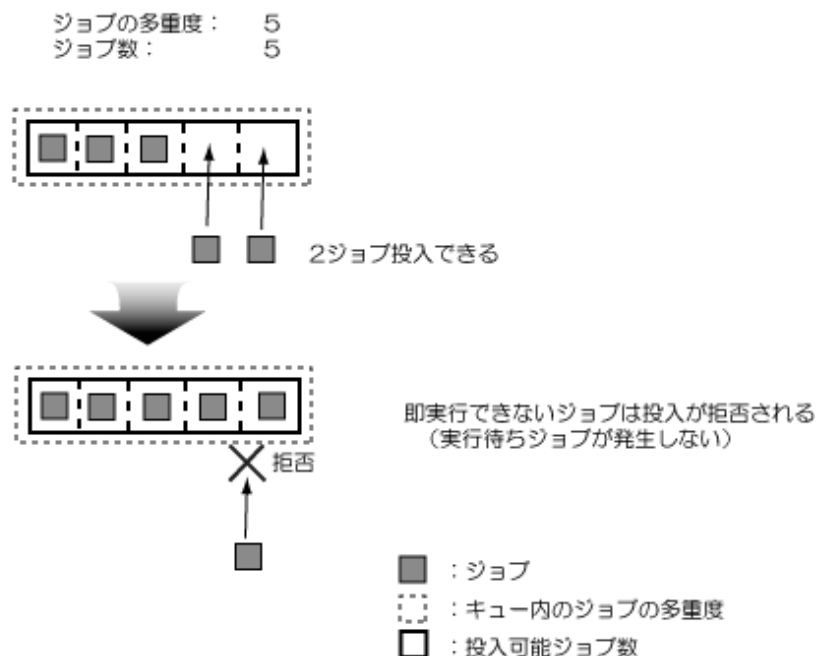 ジョブの多重度： 5
ジョブ数： 5
2ジョブ投入できる
即実行できないジョブは投入が拒否される
（実行待ちジョブが発生しない）
拒否
：ジョブ
：キュー内のジョブの多重度
：投入可能ジョブ数